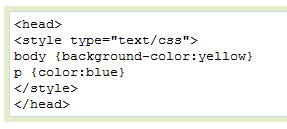 <head>
<style type="text/css">
body {background-color:yellow}
p {color:blue}
</style>
</head>